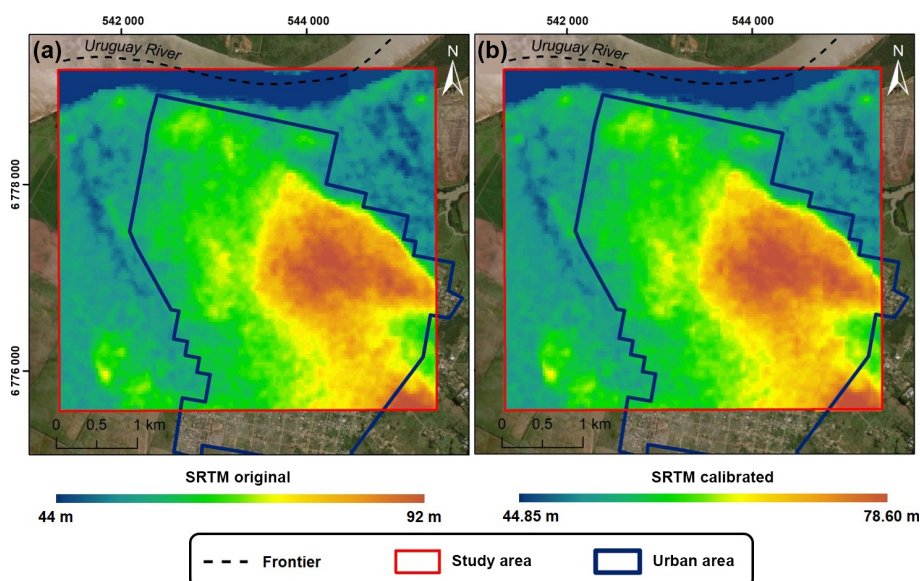 542 000 544 000 542 000 544 000
(a) Uruguay River N (b) Uruguay River N
6 778 000
6 776 000
0 0.5 1 km 0 0.5 1 km
SRTM original SRTM calibrated
44 m 92 m 44.85 m 78.60 m
Frontier Study area Urban area